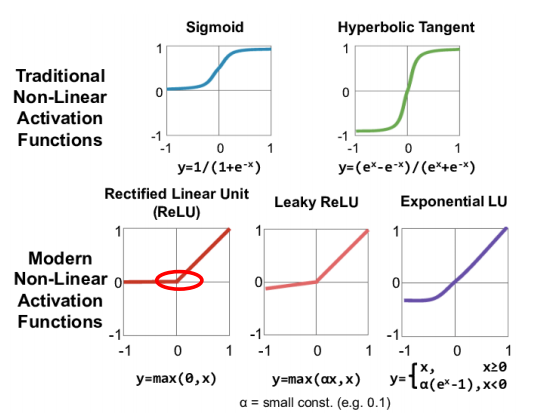 Sigmoid
Hyperbolic Tangent
Traditional
Non-Linear
Activation
Functions
1
0
-1
-1 0 1
1
0
-1
-1 0 1
y=1/(1+e⁻ˣ)
y=(eˣ-e⁻ˣ)/(eˣ+e⁻ˣ)
Rectified Linear Unit
(ReLU)
Leaky ReLU
Exponential LU
Modern
Non-Linear
Activation
Functions
1
0
-1
-1 0 1
1
0
-1
-1 0 1
1
0
-1
-1 0 1
y=max(0,x)
y=max(αx,x)
y={x, x≥0
α(eˣ-1),x<0
α = small const. (e.g. 0.1)